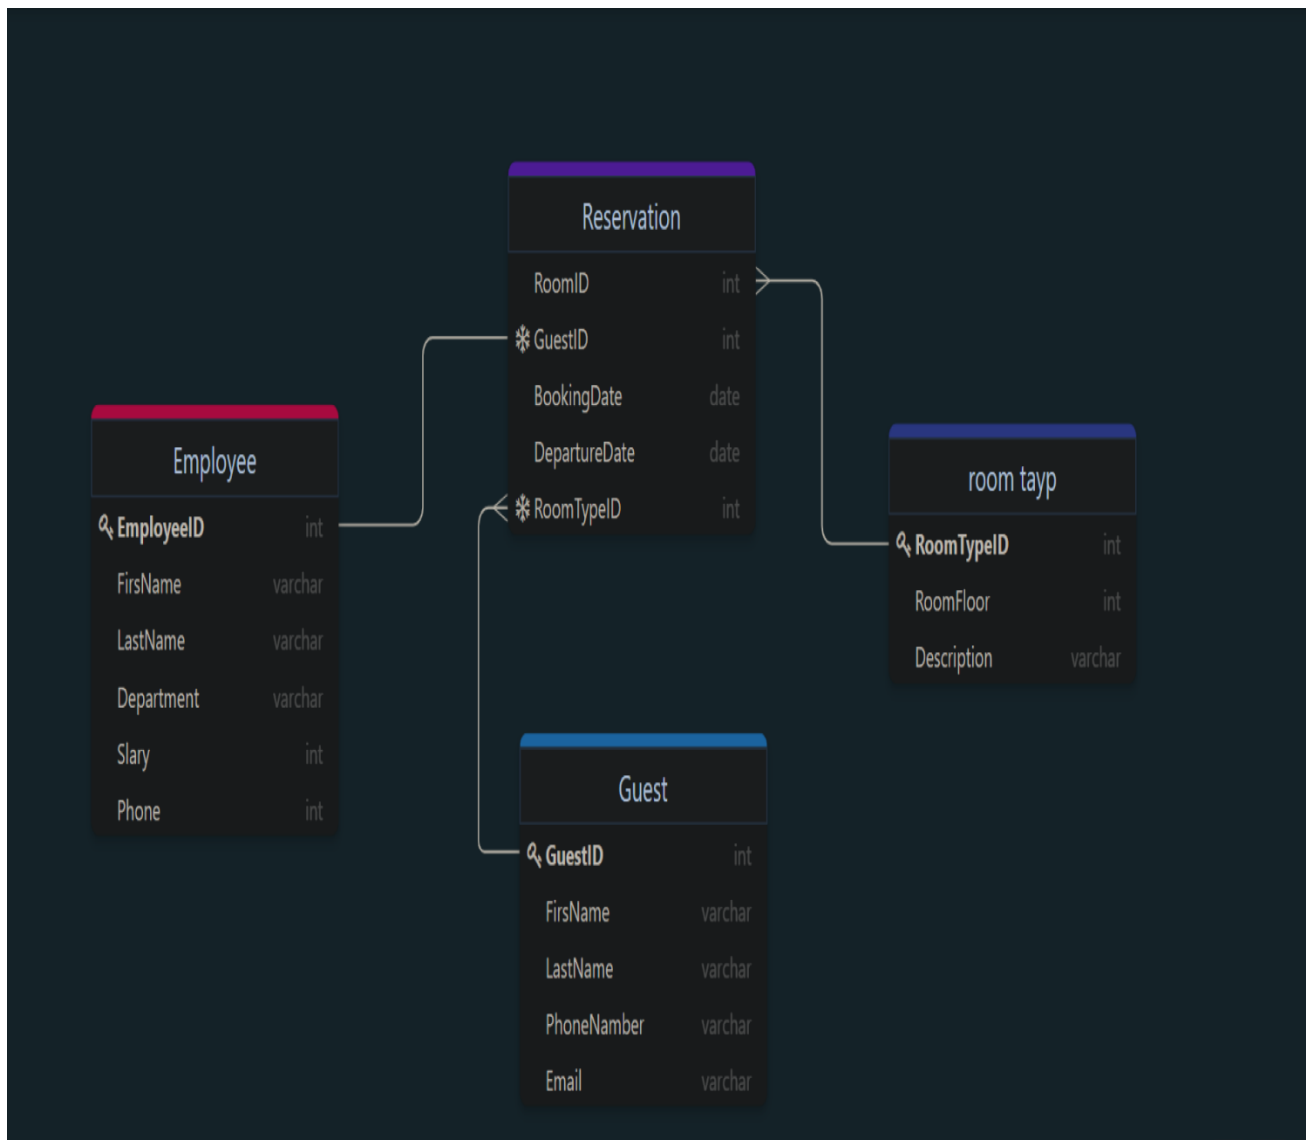 Reservation
RoomID int
GuestID int
BookingDate date
DepartureDate date
RoomTypeID int
Employee
EmployeeID int
FirsName varchar
LastName varchar
Department varchar
Slary int
Phone int
room tayp
RoomTypeID int
RoomFloor int
Description varchar
Guest
GuestID int
FirsName varchar
LastName varchar
PhoneNamber varchar
Email varchar